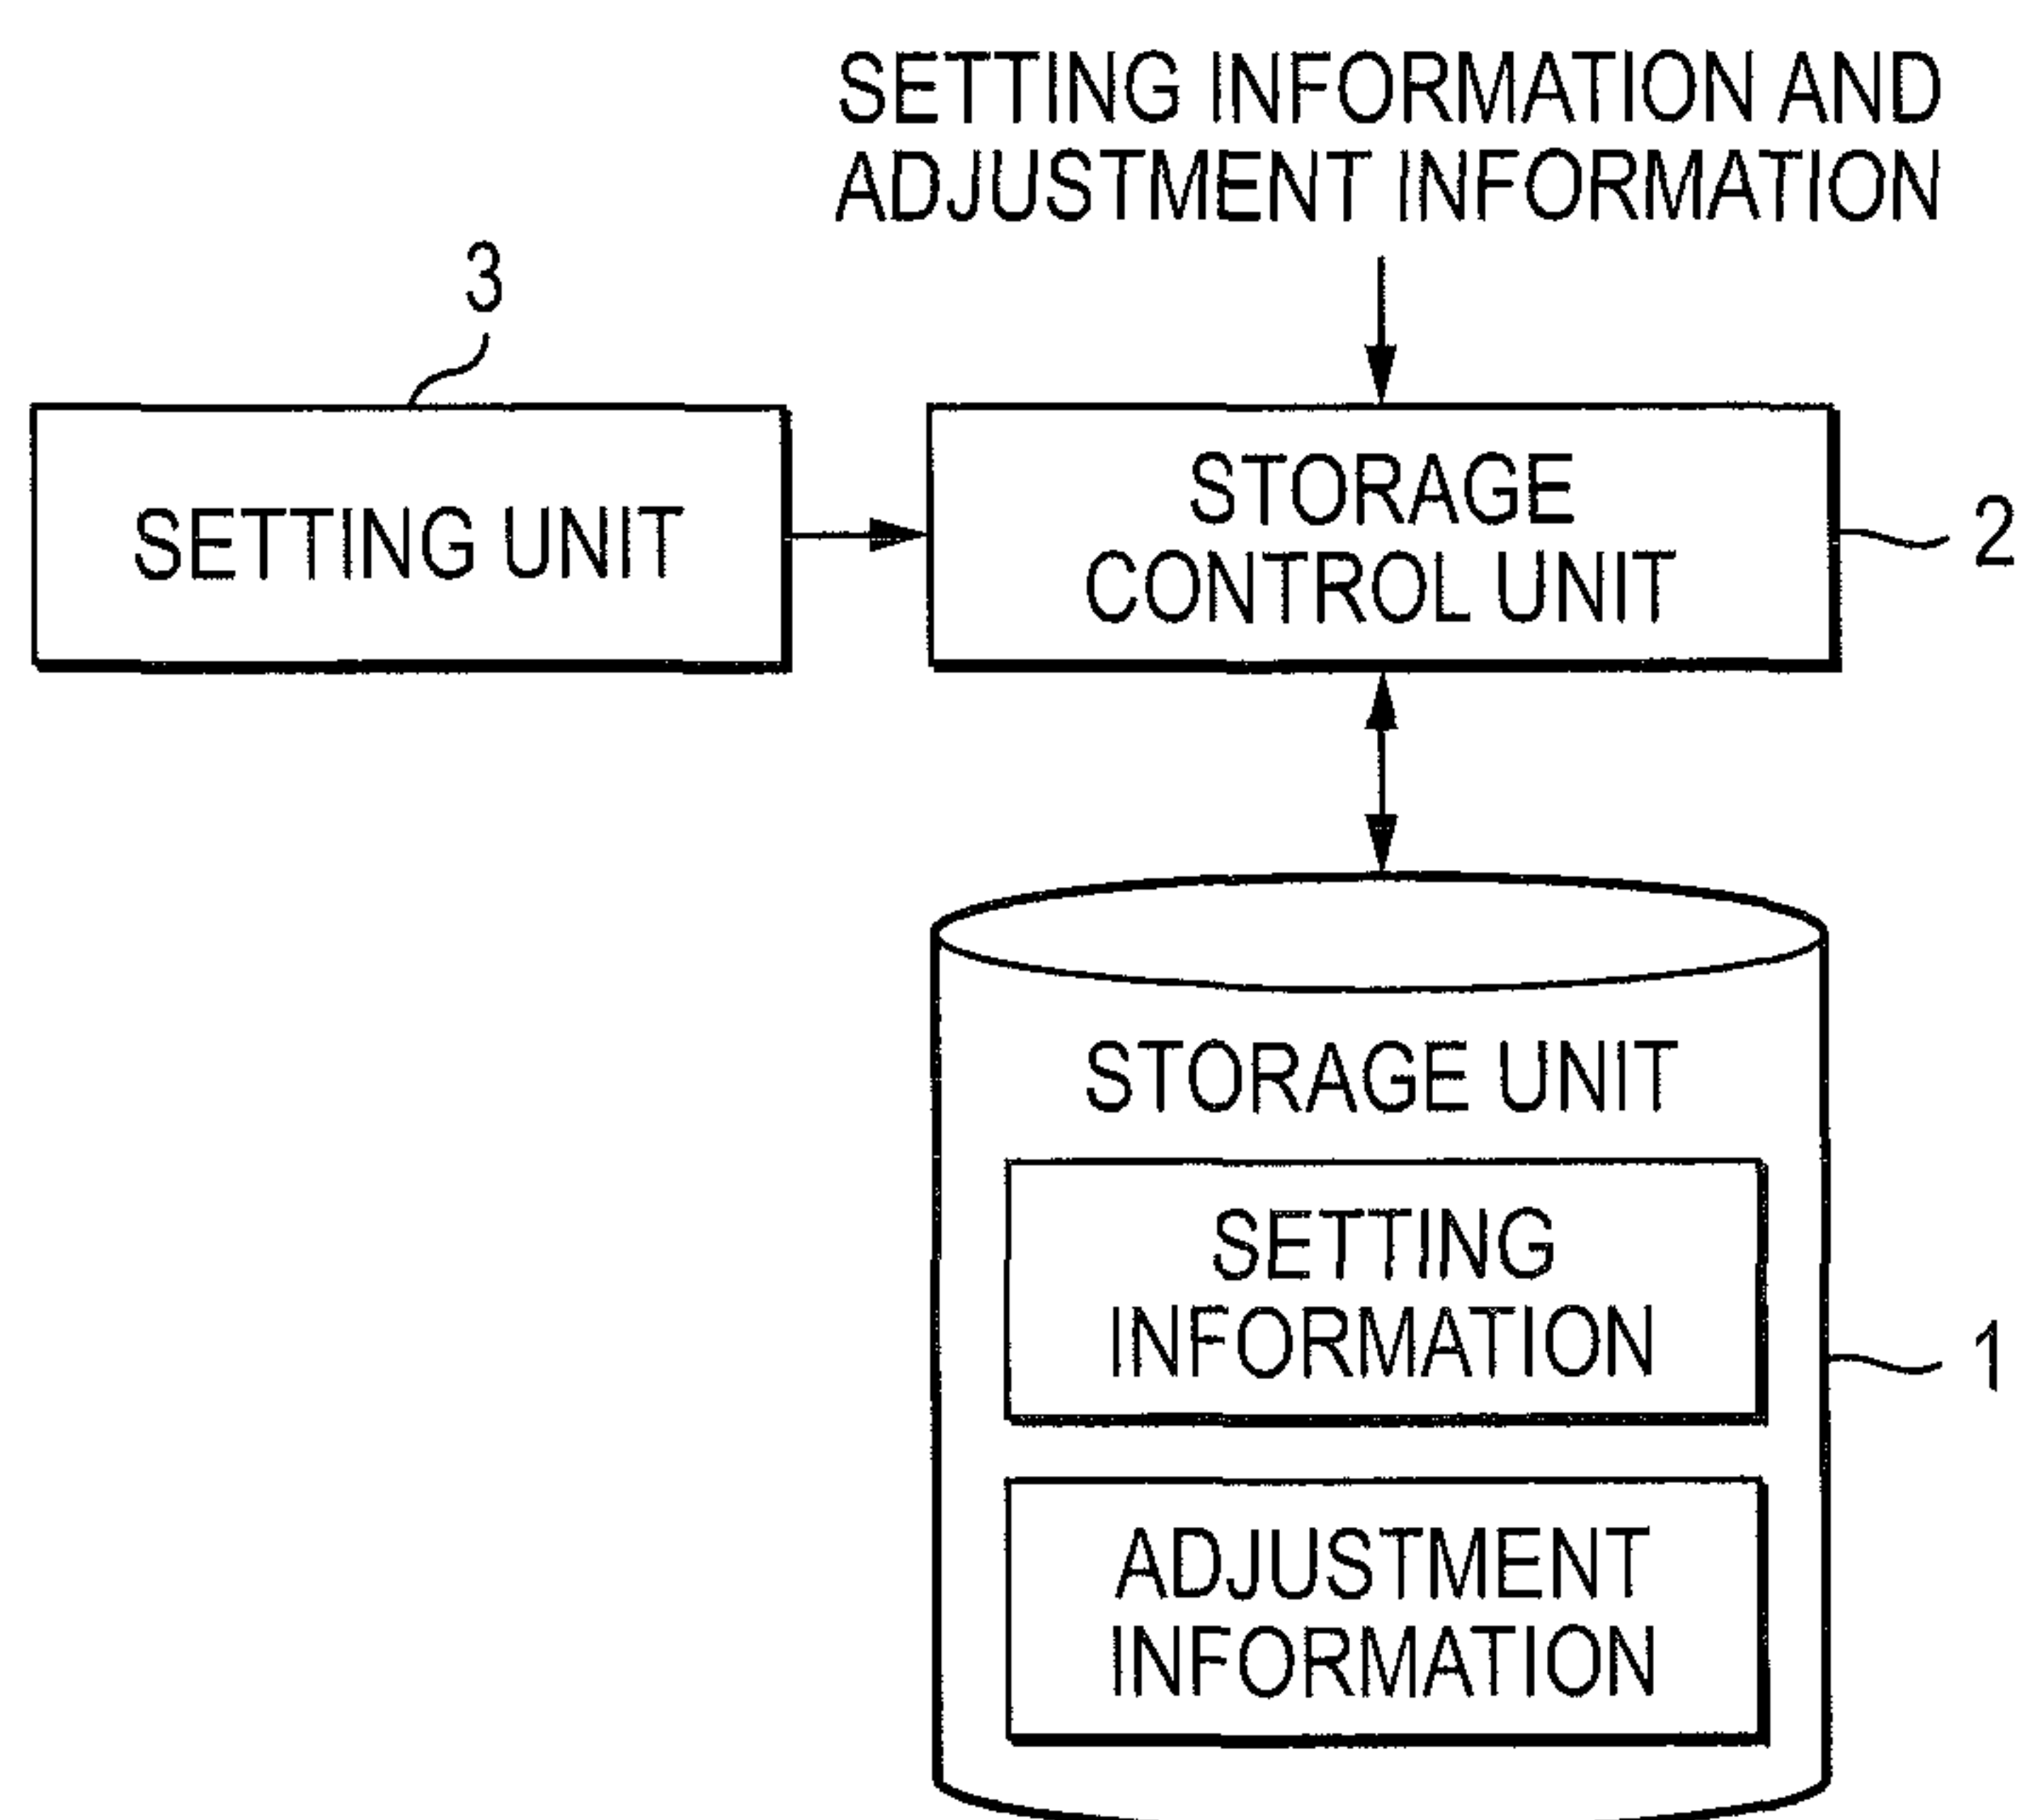 SETTING INFORMATION AND
ADJUSTMENT INFORMATION
3
SETTING UNIT
STORAGE
CONTROL UNIT
2
STORAGE UNIT
SETTING
INFORMATION
1
ADJUSTMENT
INFORMATION